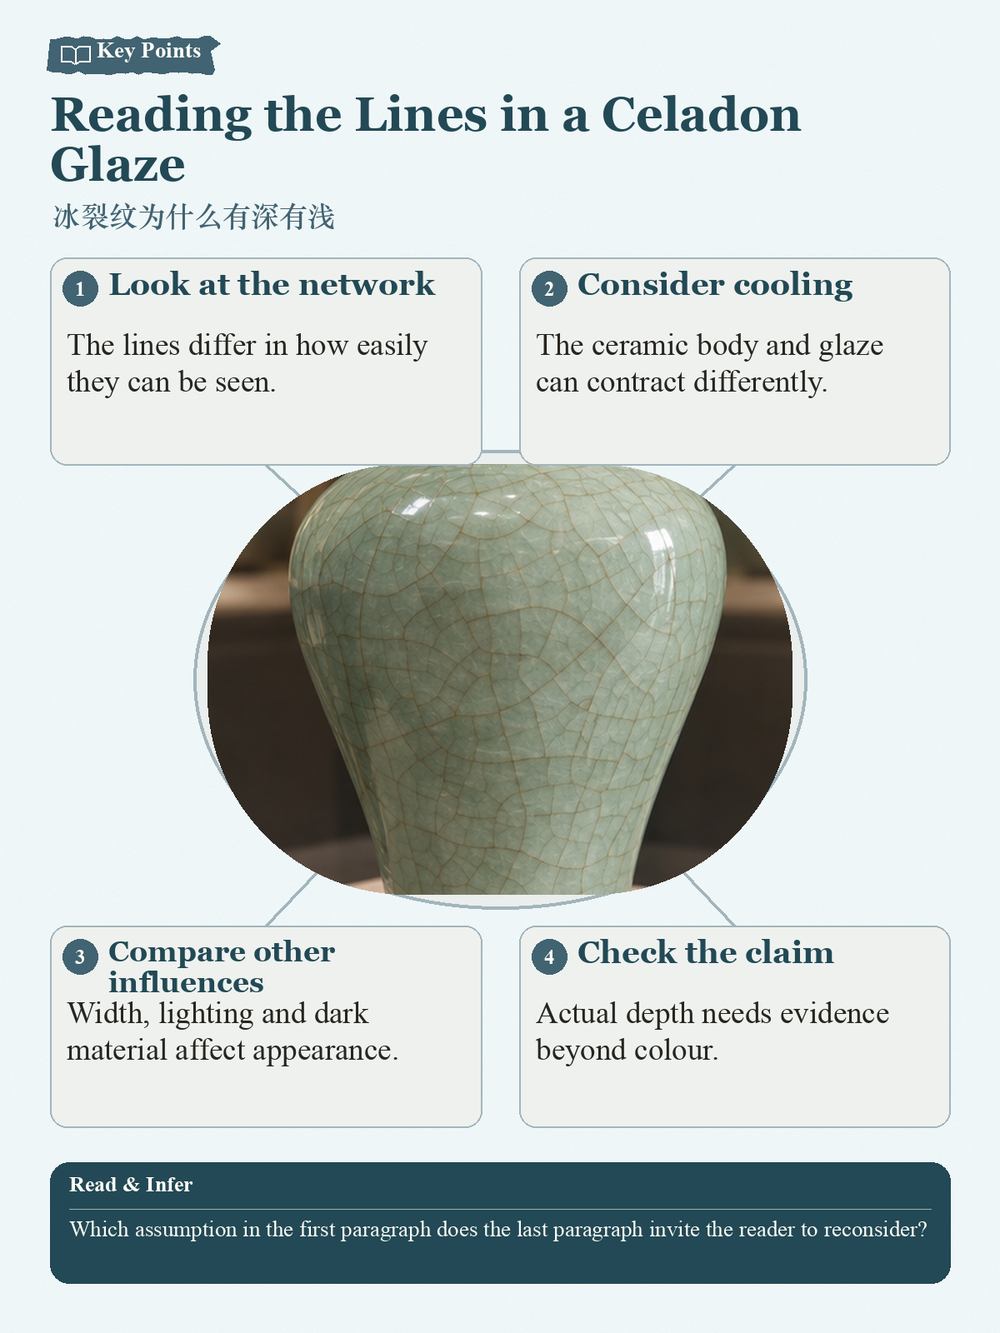 Key Points
Reading the Lines in a Celadon
Glaze
冰裂纹为什么有深有浅
1 Look at the network
The lines differ in how easily
they can be seen.
2 Consider cooling
The ceramic body and glaze
can contract differently.
3 Compare other
influences
Width, lighting and dark
material affect appearance.
4 Check the claim
Actual depth needs evidence
beyond colour.
Read & Infer
Which assumption in the first paragraph does the last paragraph invite the reader to reconsider?